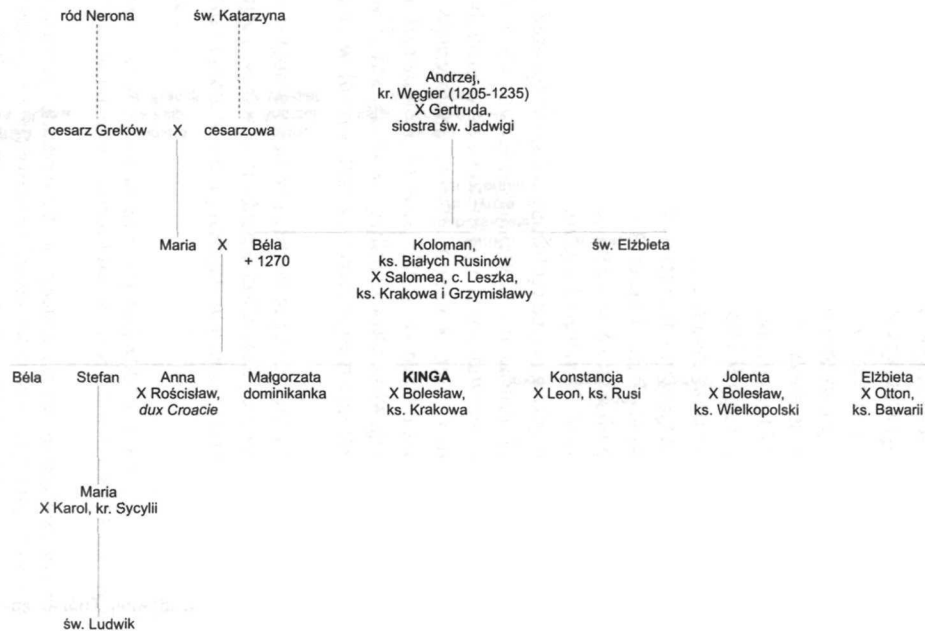 ród Nerona
św. Katarzyna
Andrzej,
kr. Węgier (1205-1235)
X Gertruda,
siostra św. Jadwigi
cesarz Greków X cesarzowa
Maria X Béla
+ 1270
Koloman,
ks. Białych Rusinów
X Salomea, c. Leszka,
ks. Krakowa i Grzymisławy
św. Elżbieta
Béla
Stefan
Anna
X Rościsław,
dux Croacie
Małgorzata
dominikanka
KINGA
X Bolesław,
ks. Krakowa
Konstancja
X Leon, ks. Rusi
Jolenta
X Bolesław,
ks. Wielkopolski
Elżbieta
X Otton,
ks. Bawarii
Maria
X Karol, kr. Sycylii
św. Ludwik